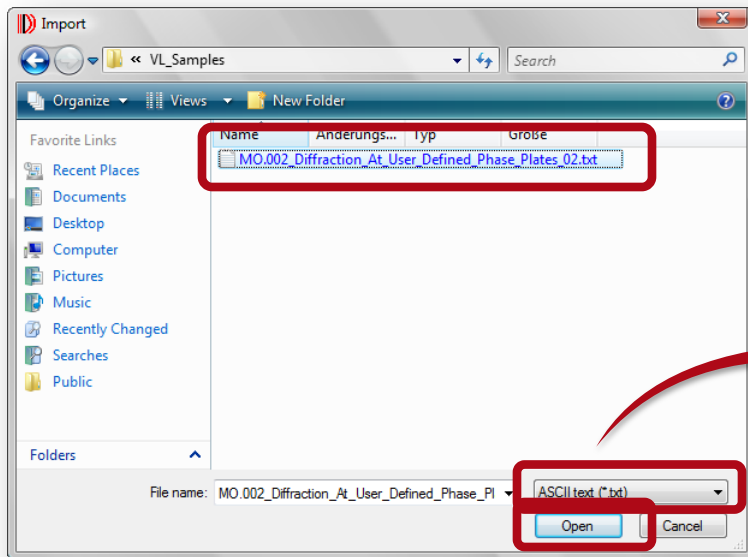 Import
« VL_Samples
Search
Organize Views New Folder
Favorite Links
Name Änderungs... Typ Größe
MO.002_Diffraction_At_User_Defined_Phase_Plates_02.txt
Recent Places
Documents
Desktop
Computer
Pictures
Music
Recently Changed
Searches
Public
Folders
File name: MO.002_Diffraction_At_User_Defined_Phase_Pl ASCII text (*.txt)
Open Cancel